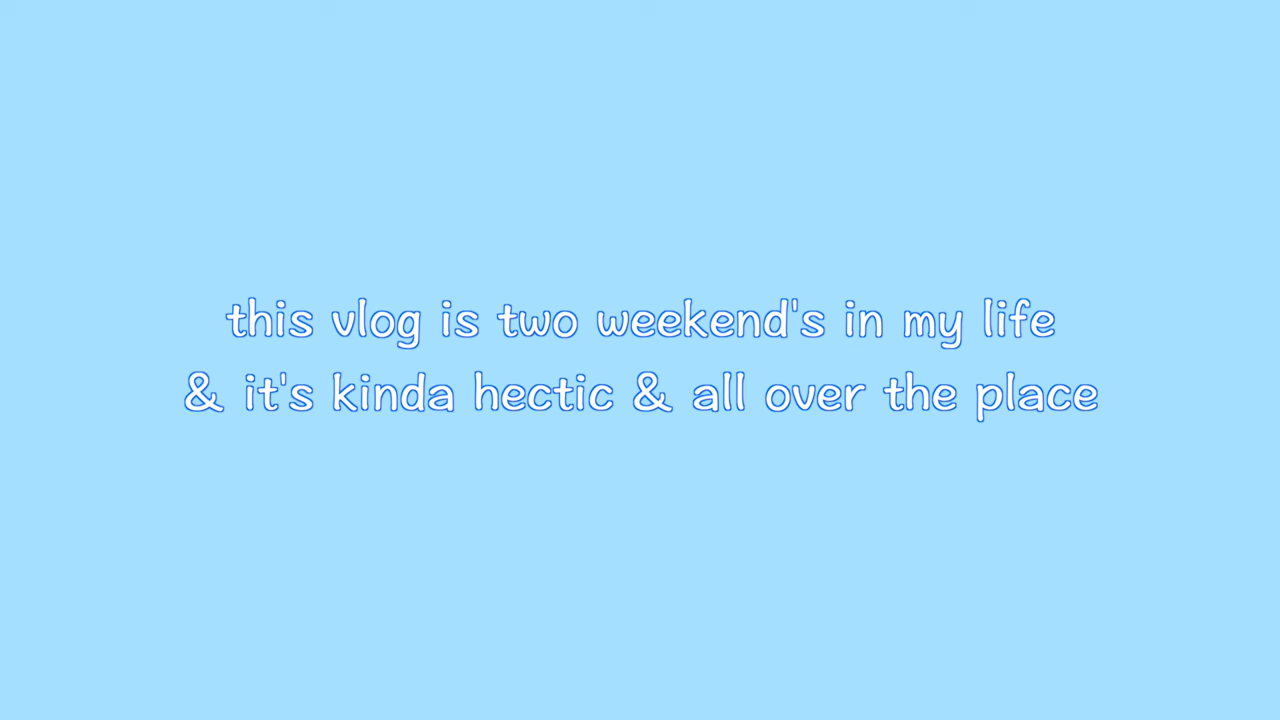 this vlog is two weekend's in my life
& it's kinda hectic & all over the place